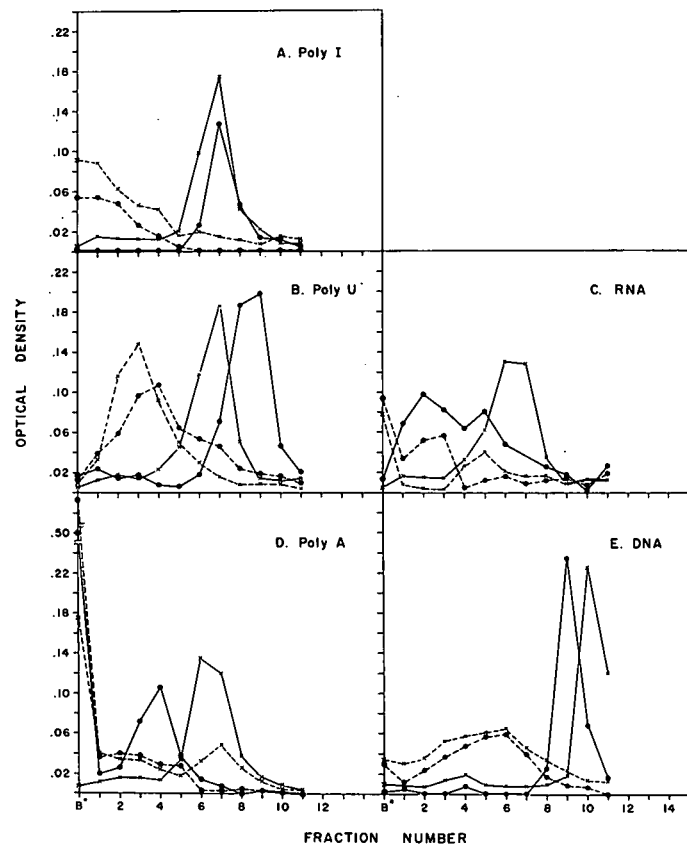 A. Poly I
.22
.18
.14
.10
.06
.02
B. Poly U
.22
.18
.14
.10
.06
.02
C. RNA
OPTICAL DENSITY
D. Poly A
.50
.22
.18
.14
.10
.06
.02
E. DNA
B* 2 4 6 8 10 B* 2 4 6 8 10 12 14
FRACTION NUMBER